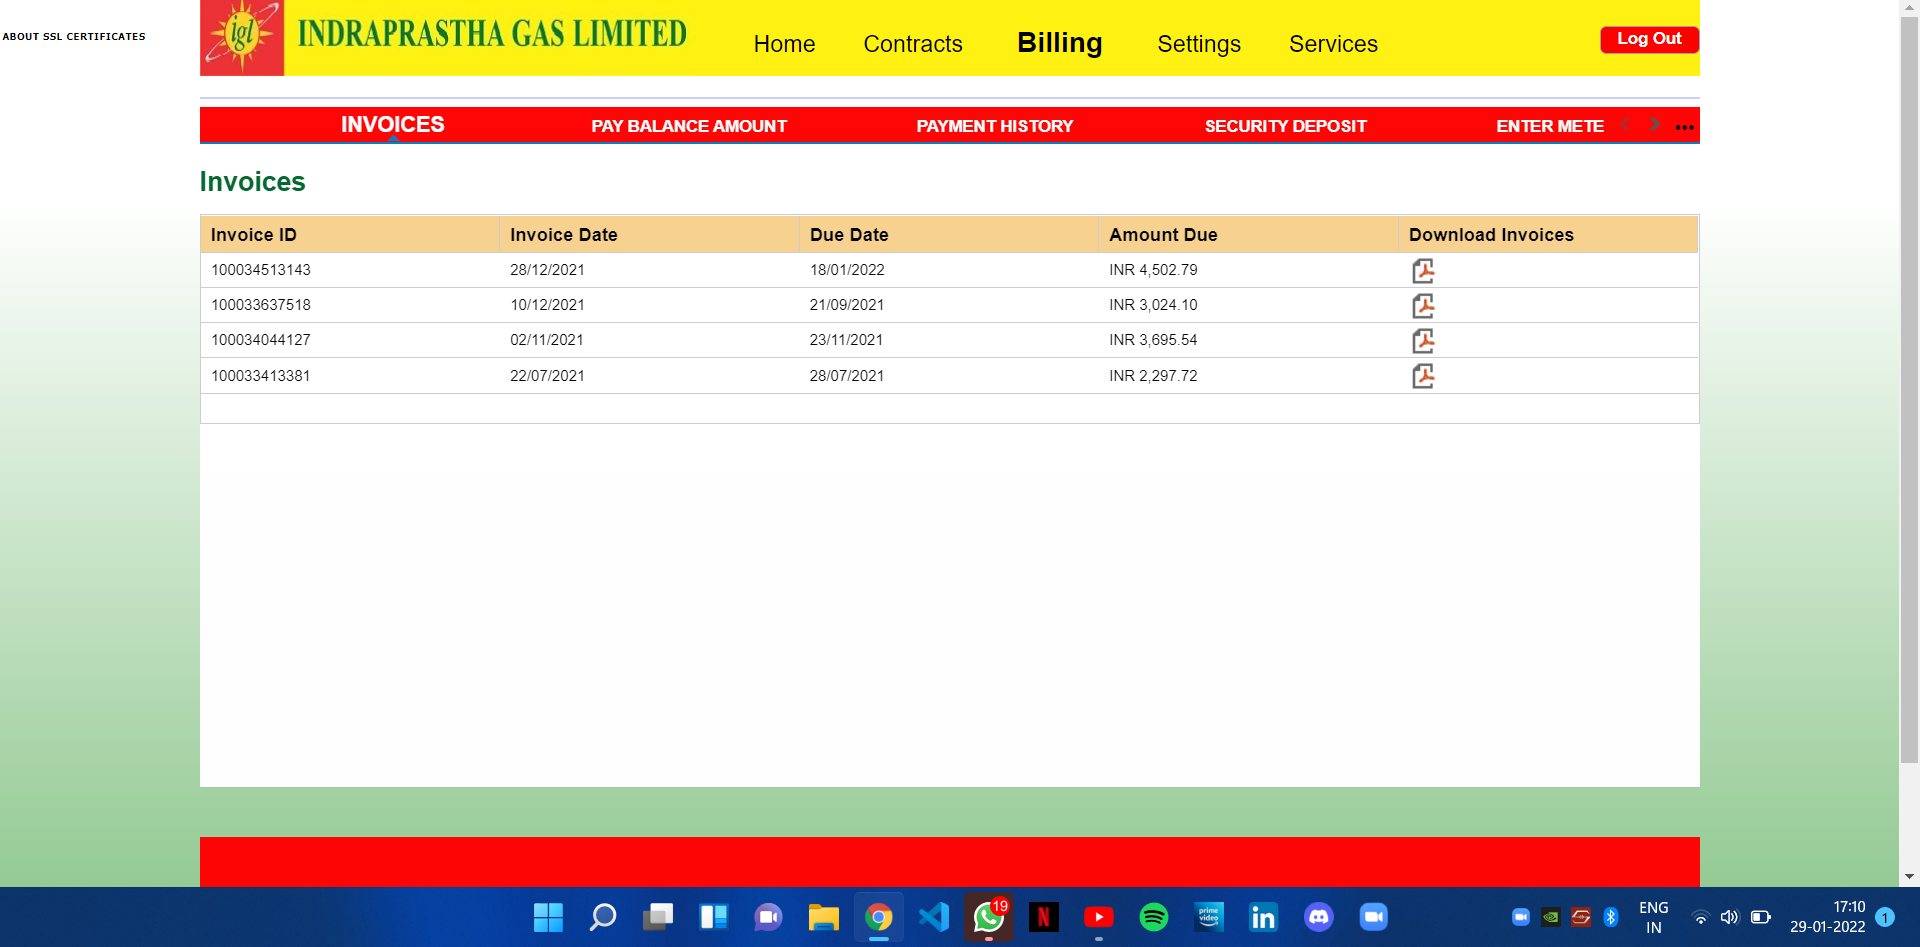 ABOUT SSL CERTIFICATES
igl INDRAPRASTHA GAS LIMITED Home Contracts Billing Settings Services Log Out
INVOICES PAY BALANCE AMOUNT PAYMENT HISTORY SECURITY DEPOSIT ENTER METE ...
Invoices
Invoice ID Invoice Date Due Date Amount Due Download Invoices
100034513143 28/12/2021 18/01/2022 INR 4,502.79
100033637518 10/12/2021 21/09/2021 INR 3,024.10
100034044127 02/11/2021 23/11/2021 INR 3,695.54
100033413381 22/07/2021 28/07/2021 INR 2,297.72
19
N
prime video
in
ENG
IN
17:10
29-01-2022
1